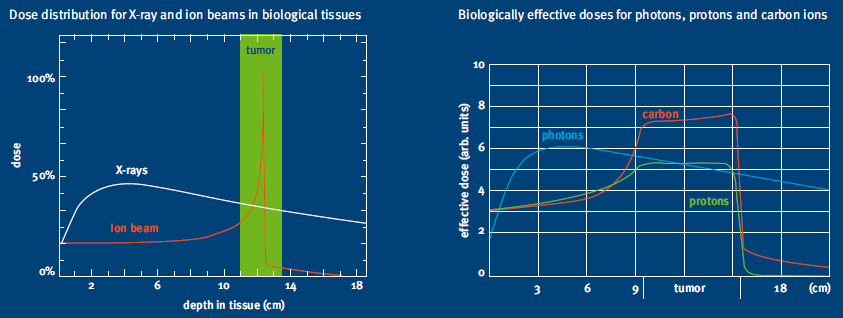 Dose distribution for X-ray and ion beams in biological tissues
tumor
100%
50%
0%
dose
X-rays
Ion beam
2 6 10 14 18
depth in tissue (cm)
Biologically effective doses for photons, protons and carbon ions
10
8
6
4
2
0
effective dose (arb. units)
carbon
photons
protons
3 6 9 tumor 18 (cm)